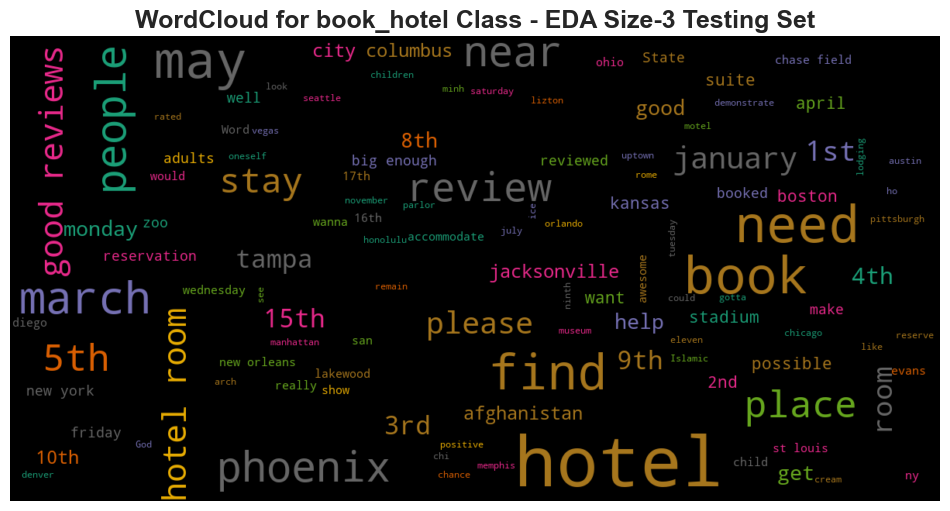 WordCloud for book_hotel Class - EDA Size-3 Testing Set
good reviews
people
may
near
city
columbus
ohio
State
chase field
look
children
seattle
minh
saturday
lizton
suite
good
demonstrate
april
motel
well
rated
Word
vegas
8th
adults
oneself
big enough
reviewed
uptown
january
1st
lodging
austin
would
stay
17th
review
rome
november
parlor
kansas
booked
boston
ho
monday
zoo
wanna
16th
ice
july
orlando
need
pittsburgh
honolulu
accommodate
tuesday
reservation
tampa
jacksonville
awesome
book
4th
ninth
could
gotta
remain
want
march
wednesday
see
diego
15th
please
help
stadium
make
chicago
museum
manhattan
san
eleven
Islamic
like
reserve
5th
hotel room
new orleans
lakewood
arch
really
show
find
9th
possible
evans
2nd
room
new york
place
3rd
afghanistan
friday
God
positive
10th
phoenix
chi
hotel
st louis
child
denver
memphis
chance
get
cream
ny